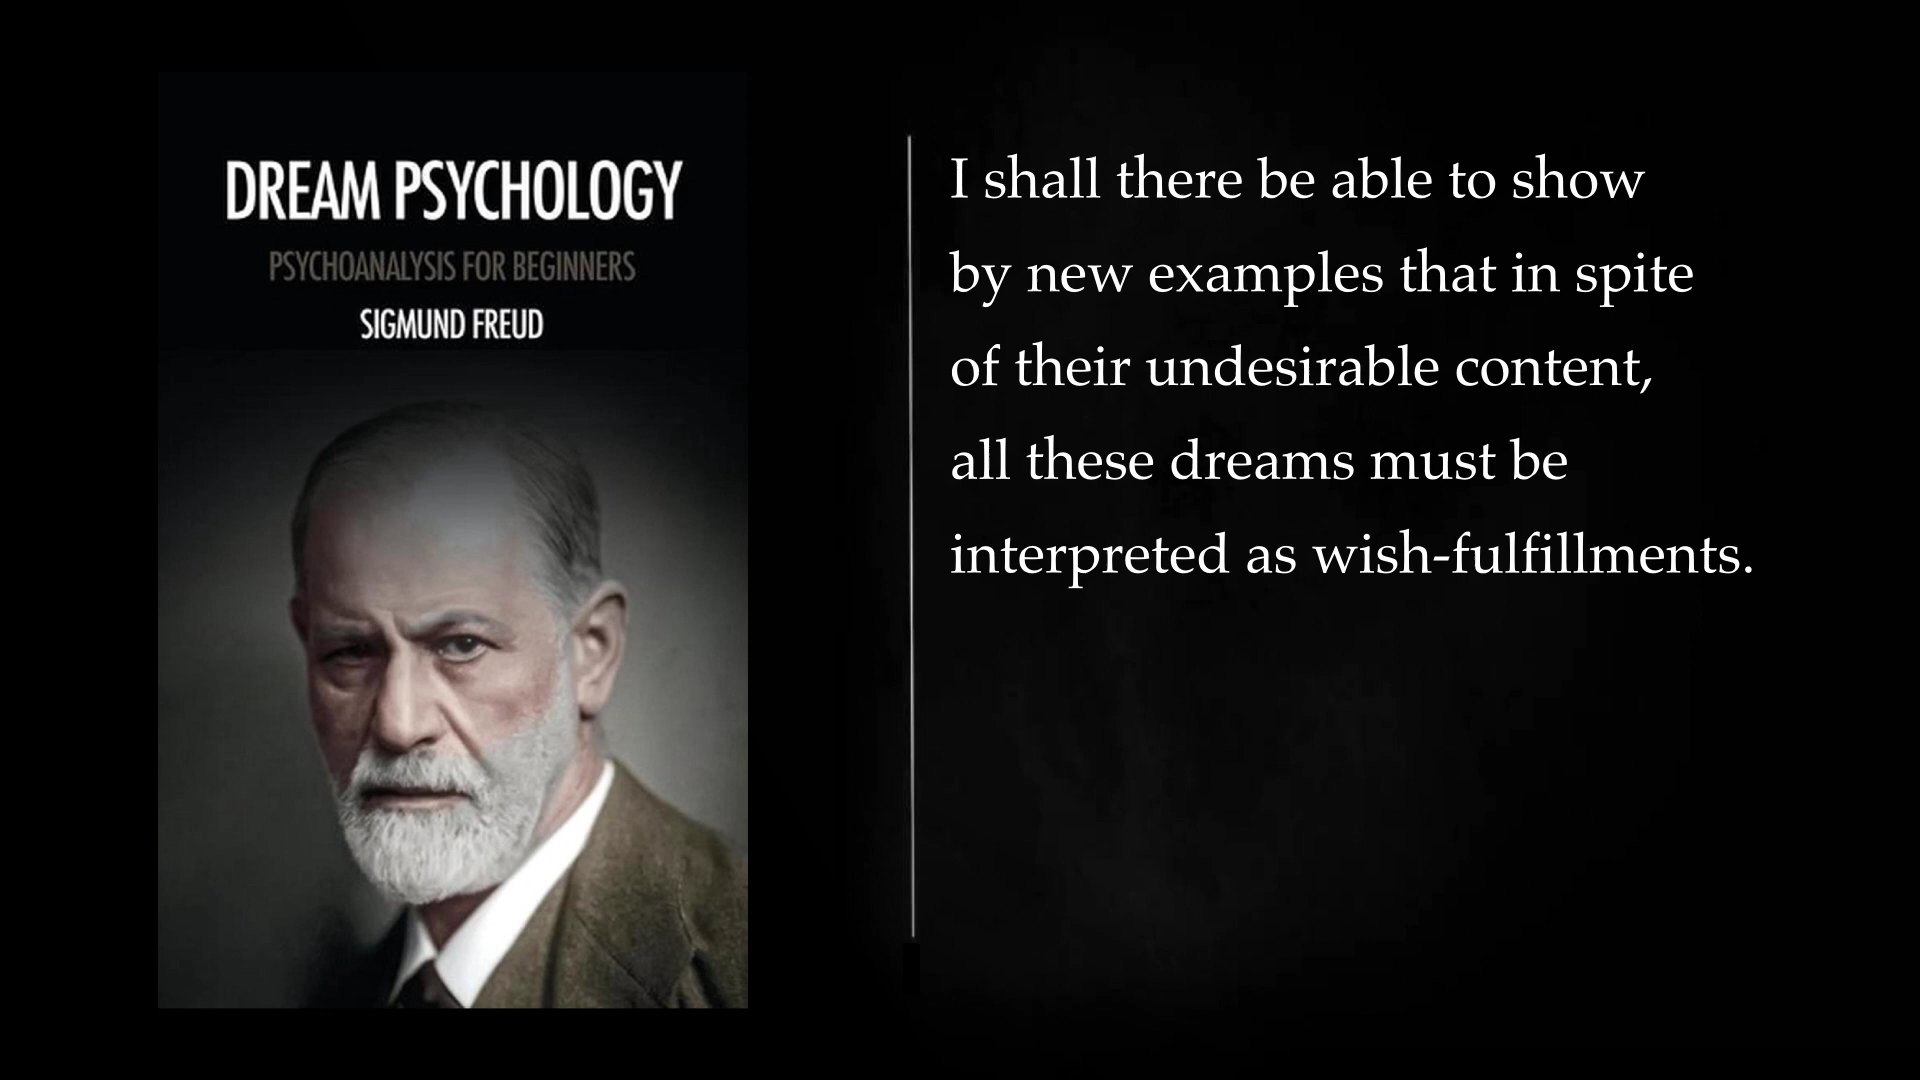 DREAM PSYCHOLOGY
PSYCHOANALYSIS FOR BEGINNERS
SIGMUND FREUD
I shall there be able to show
by new examples that in spite
of their undesirable content,
all these dreams must be
interpreted as wish-fulfillments.